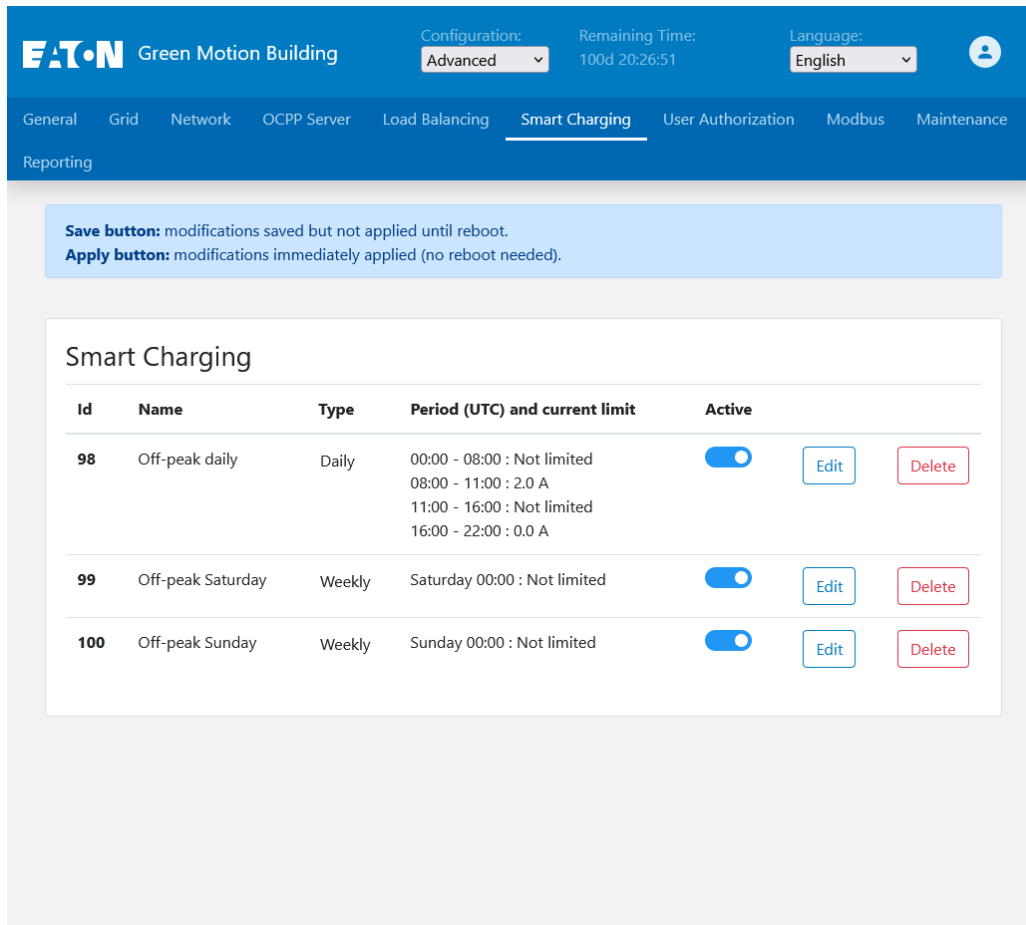 EATON Green Motion Building
Configuration:
Advanced
Remaining Time:
100d 20:26:51
Language:
English
General Grid Network OCPP Server Load Balancing Smart Charging User Authorization Modbus Maintenance
Reporting
Save button: modifications saved but not applied until reboot.
Apply button: modifications immediately applied (no reboot needed).
Smart Charging
Id Name Type Period (UTC) and current limit Active
98 Off-peak daily Daily 00:00 - 08:00 : Not limited Edit Delete
08:00 - 11:00 : 2.0 A
11:00 - 16:00 : Not limited
16:00 - 22:00 : 0.0 A
99 Off-peak Saturday Weekly Saturday 00:00 : Not limited Edit Delete
100 Off-peak Sunday Weekly Sunday 00:00 : Not limited Edit Delete